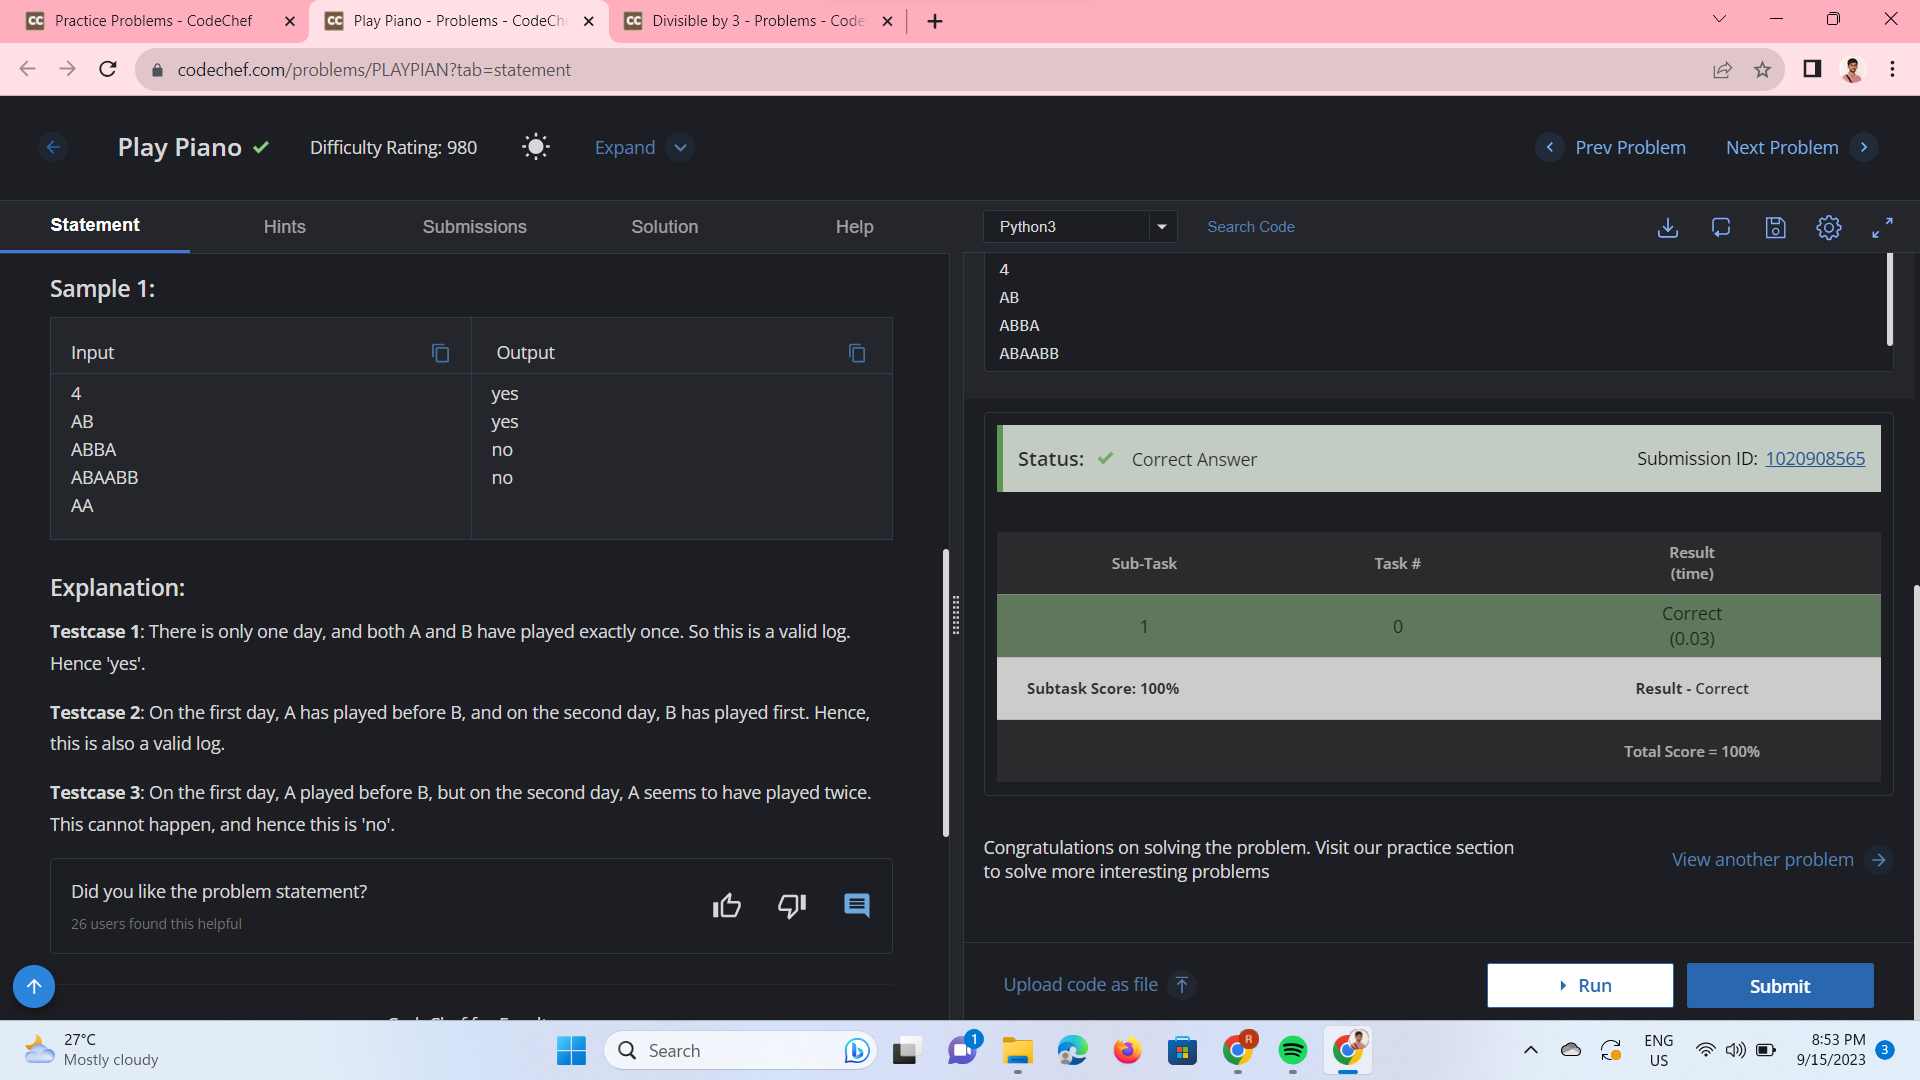 Practice Problems - CodeChef
Play Piano - Problems - CodeCh
Divisible by 3 - Problems - Code
codechef.com/problems/PLAYPIAN?tab=statement
Play Piano
Difficulty Rating: 980
Expand
Prev Problem
Next Problem
Statement
Hints
Submissions
Solution
Help
Python3
Search Code
Sample 1:
Input
Output
4
AB
ABBA
ABAABB
AA
yes
yes
no
no
Explanation:
Testcase 1: There is only one day, and both A and B have played exactly once. So this is a valid log.
Hence 'yes'.
Testcase 2: On the first day, A has played before B, and on the second day, B has played first. Hence,
this is also a valid log.
Testcase 3: On the first day, A played before B, but on the second day, A seems to have played twice.
This cannot happen, and hence this is 'no'.
Did you like the problem statement?
26 users found this helpful
4
AB
ABBA
ABAABB
Status:
Correct Answer
Submission ID: 1020908565
Sub-Task
Task #
Result
(time)
1
0
Correct
(0.03)
Subtask Score: 100%
Result - Correct
Total Score = 100%
Congratulations on solving the problem. Visit our practice section
to solve more interesting problems
View another problem
Upload code as file
Run
Submit
27°C
Mostly cloudy
Search
1
R
ENG
US
8:53 PM
9/15/2023
3